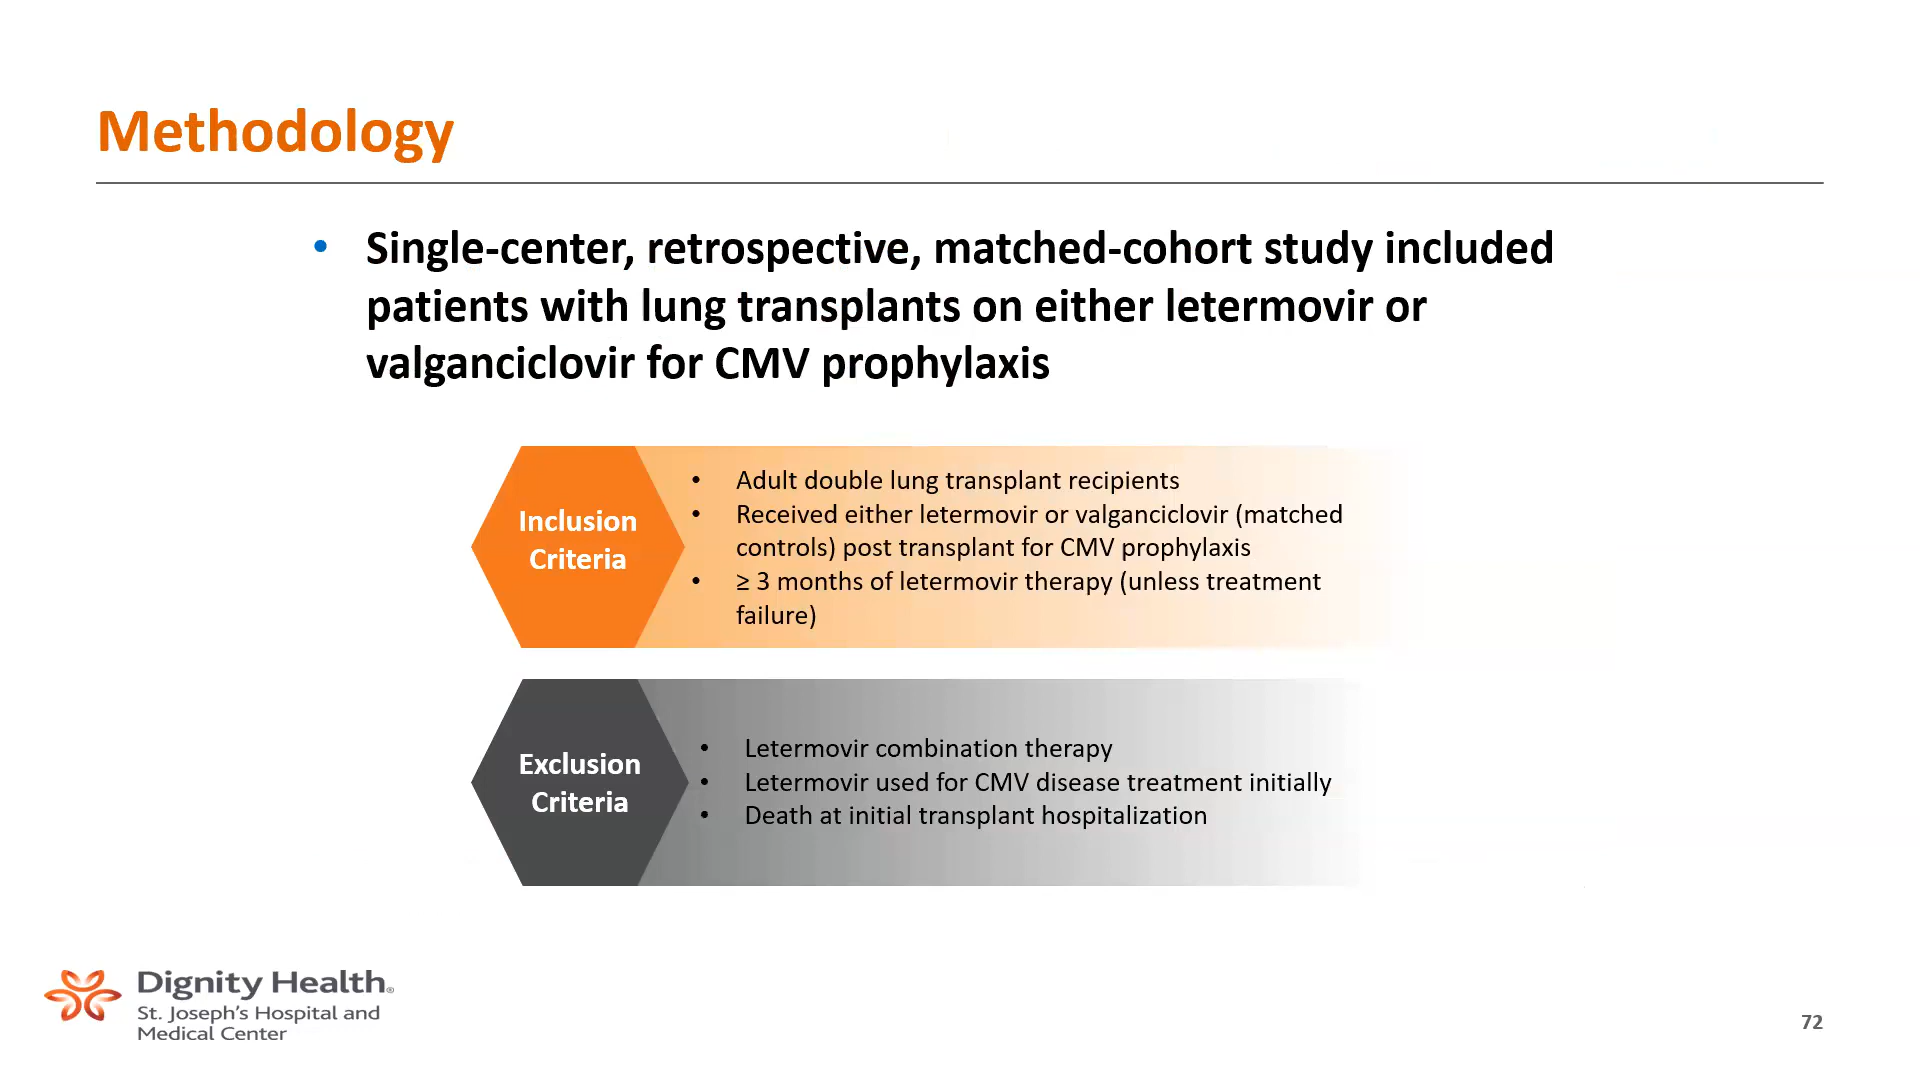 Methodology
• Single-center, retrospective, matched-cohort study included
patients with lung transplants on either letermovir or
valganciclovir for CMV prophylaxis
Inclusion
Criteria
• Adult double lung transplant recipients
• Received either letermovir or valganciclovir (matched
controls) post transplant for CMV prophylaxis
• ≥ 3 months of letermovir therapy (unless treatment
failure)
Exclusion
Criteria
• Letermovir combination therapy
• Letermovir used for CMV disease treatment initially
• Death at initial transplant hospitalization
Dignity Health®
St. Joseph's Hospital and
Medical Center
72